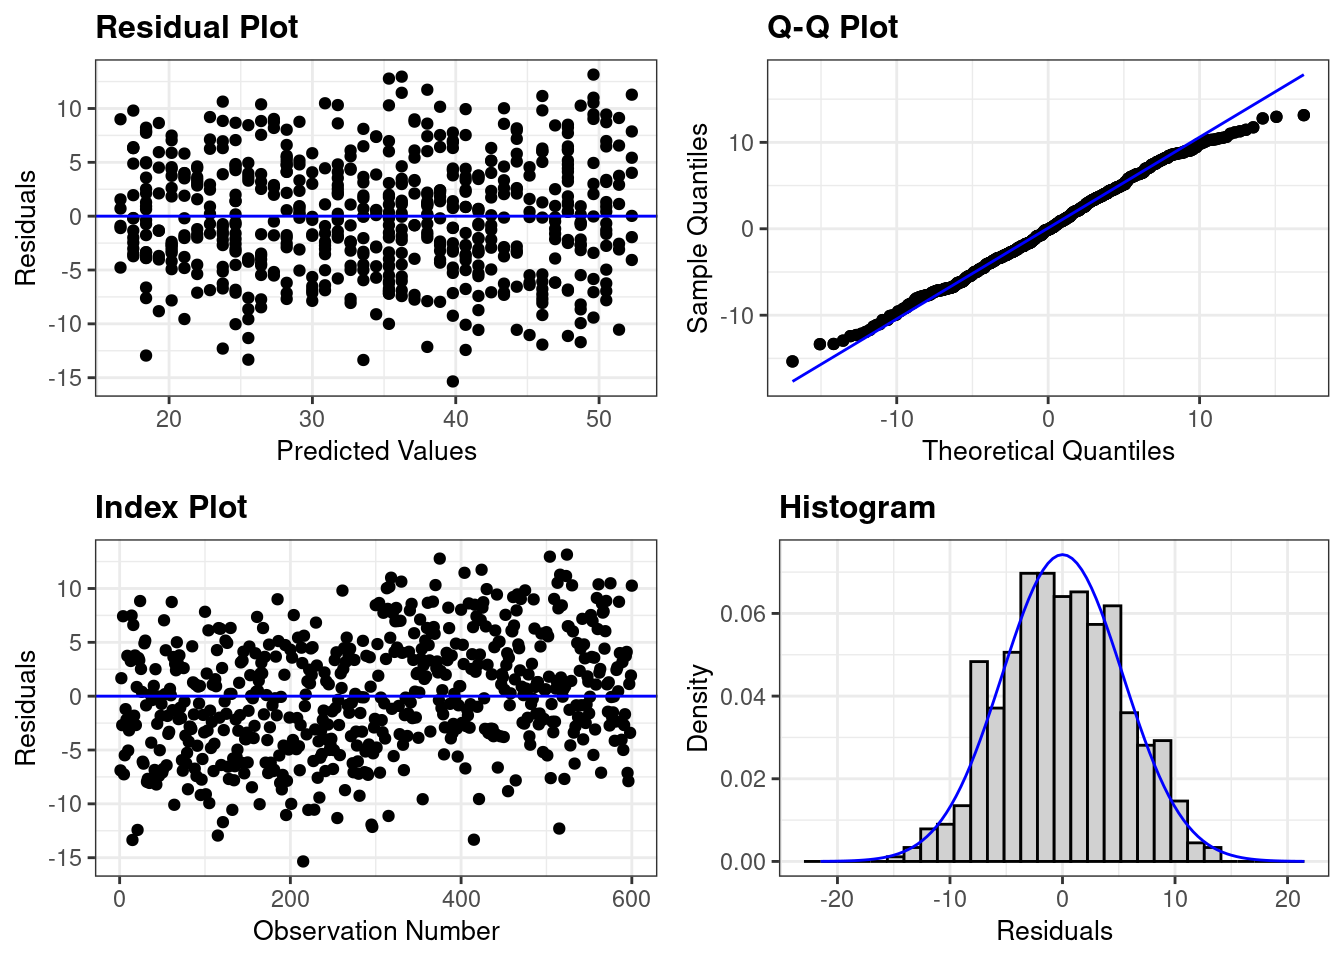 Residual Plot
10
5
0
-5
-10
-15
Residuals
20
30
40
50
Predicted Values
Q-Q Plot
10
0
-10
Sample Quantiles
-10
0
10
Theoretical Quantiles
Index Plot
10
5
0
-5
-10
-15
Residuals
0
200
400
600
Observation Number
Histogram
0.06
0.04
0.02
0.00
Density
-20
-10
0
10
20
Residuals